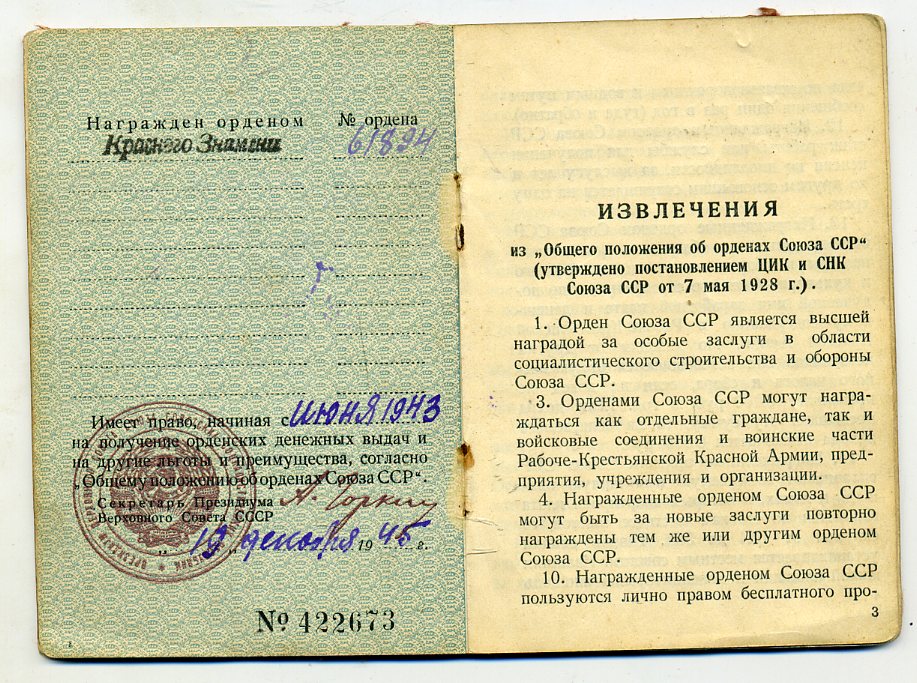 Награжден орденом
№ ордена
Красного Знамени
61894
Имеет право, начиная с июня 1943
на получение орденских денежных выдач и
на другие льготы и преимущества, согласно
„Общему положению об орденах Союза ССР“.
Секретарь Президиума
Верховного Совета СССР
А. Горкин
„19„ декабря 1945 г.
№ 422673
1
ИЗВЛЕЧЕНИЯ
из „Общего положения об орденах Союза ССР“
(утверждено постановлением ЦИК и СНК
Союза ССР от 7 мая 1928 г.).
1. Орден Союза ССР является высшей
наградой за особые заслуги в области
социалистического строительства и обороны
Союза ССР.
3. Орденами Союза ССР могут награ-
ждаться как отдельные граждане, так и
войсковые соединения и воинские части
Рабоче-Крестьянской Красной Армии, пред-
приятия, учреждения и организации.
4. Награжденные орденом Союза ССР
могут быть за новые заслуги повторно
награждены тем же или другим орденом
Союза ССР.
10. Награжденные орденом Союза ССР
пользуются лично правом бесплатного про-
3